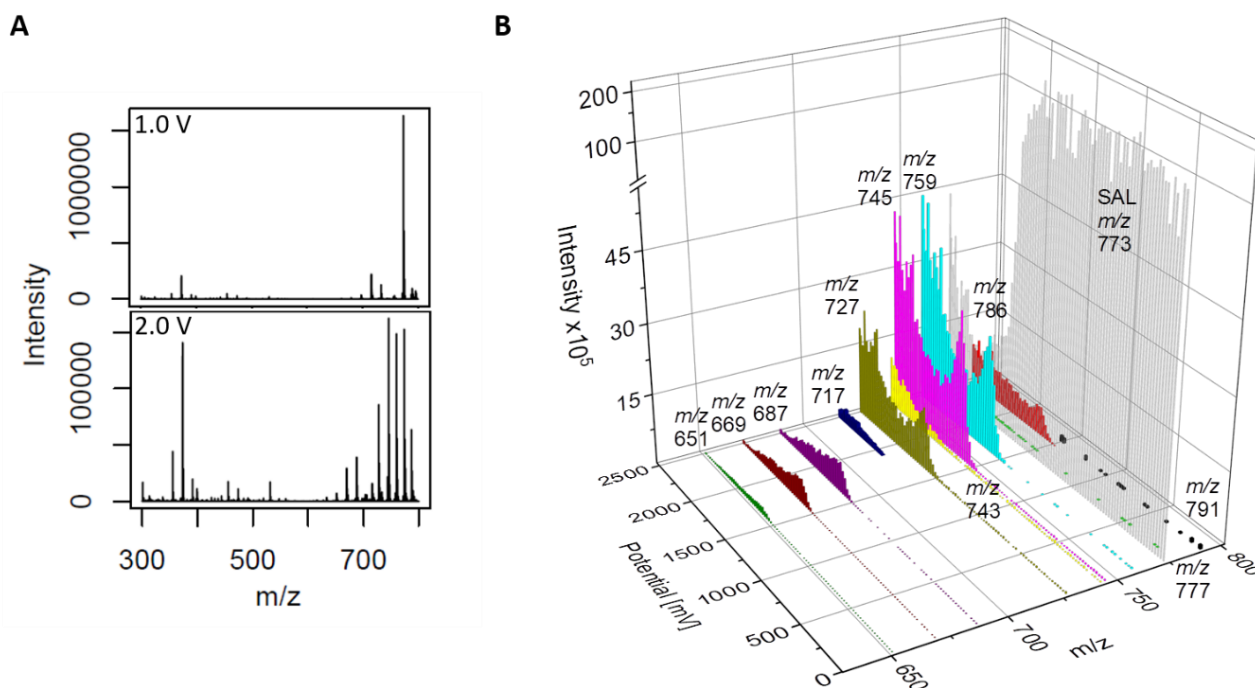 A
B
1.0 V
1000000
0
2.0 V
100000
0
Intensity
300
500
700
m/z
200
100
45
30
15
Intensity x10⁵
m/z
651
m/z
669
m/z
687
m/z
717
m/z
727
m/z
745
m/z
759
m/z
786
SAL
m/z
773
m/z
743
m/z
791
m/z
777
2500
2000
1500
1000
500
0
Potential [mV]
650
700
750
800
m/z